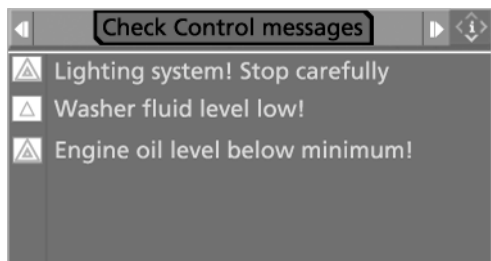 Check Control messages
Lighting system! Stop carefully
Washer fluid level low!
Engine oil level below minimum!